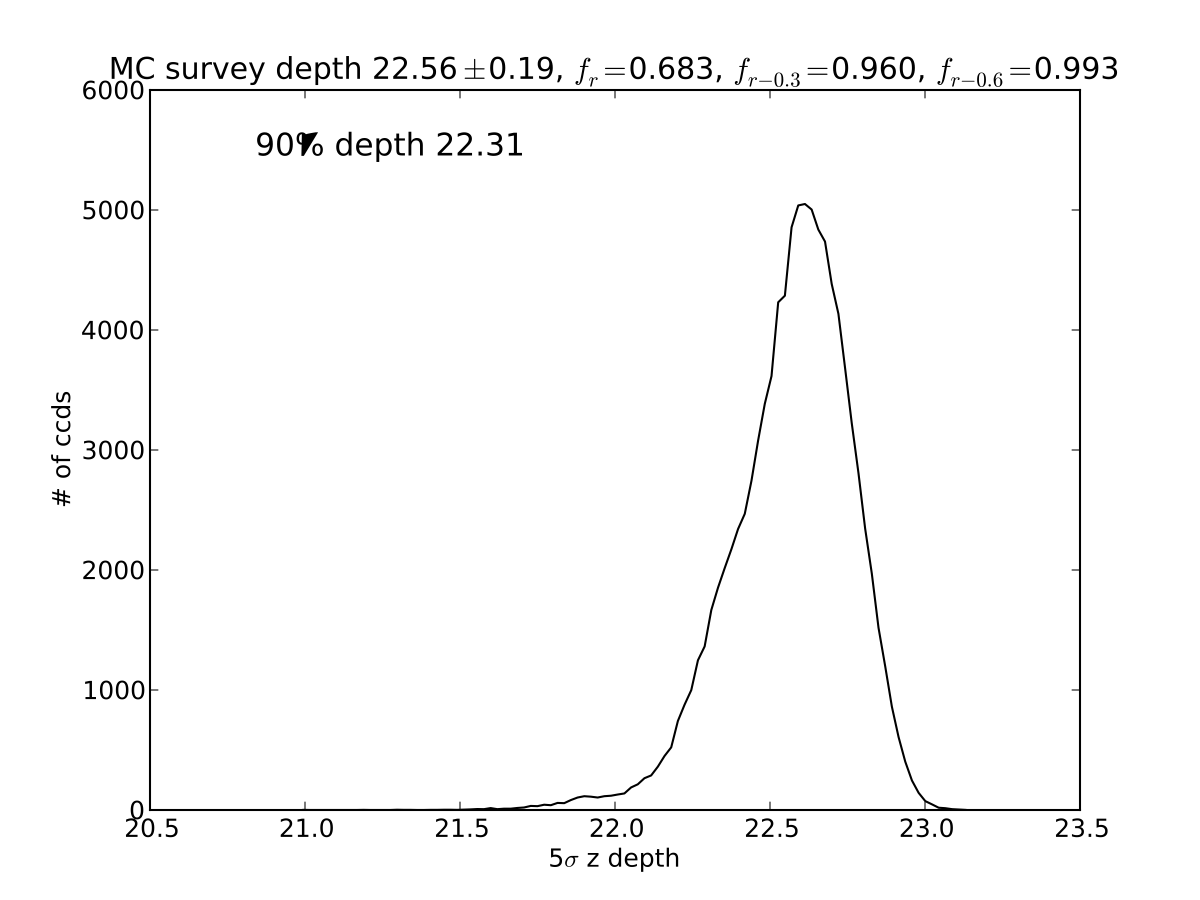 MC survey depth 22.56±0.19, f_r=0.683, f_{r−0.3}=0.960, f_{r−0.6}=0.993
6000
90% depth 22.31
5000
4000
# of ccds
3000
2000
1000
0
20.5 21.0 21.5 22.0 22.5 23.0 23.5
5σ z depth